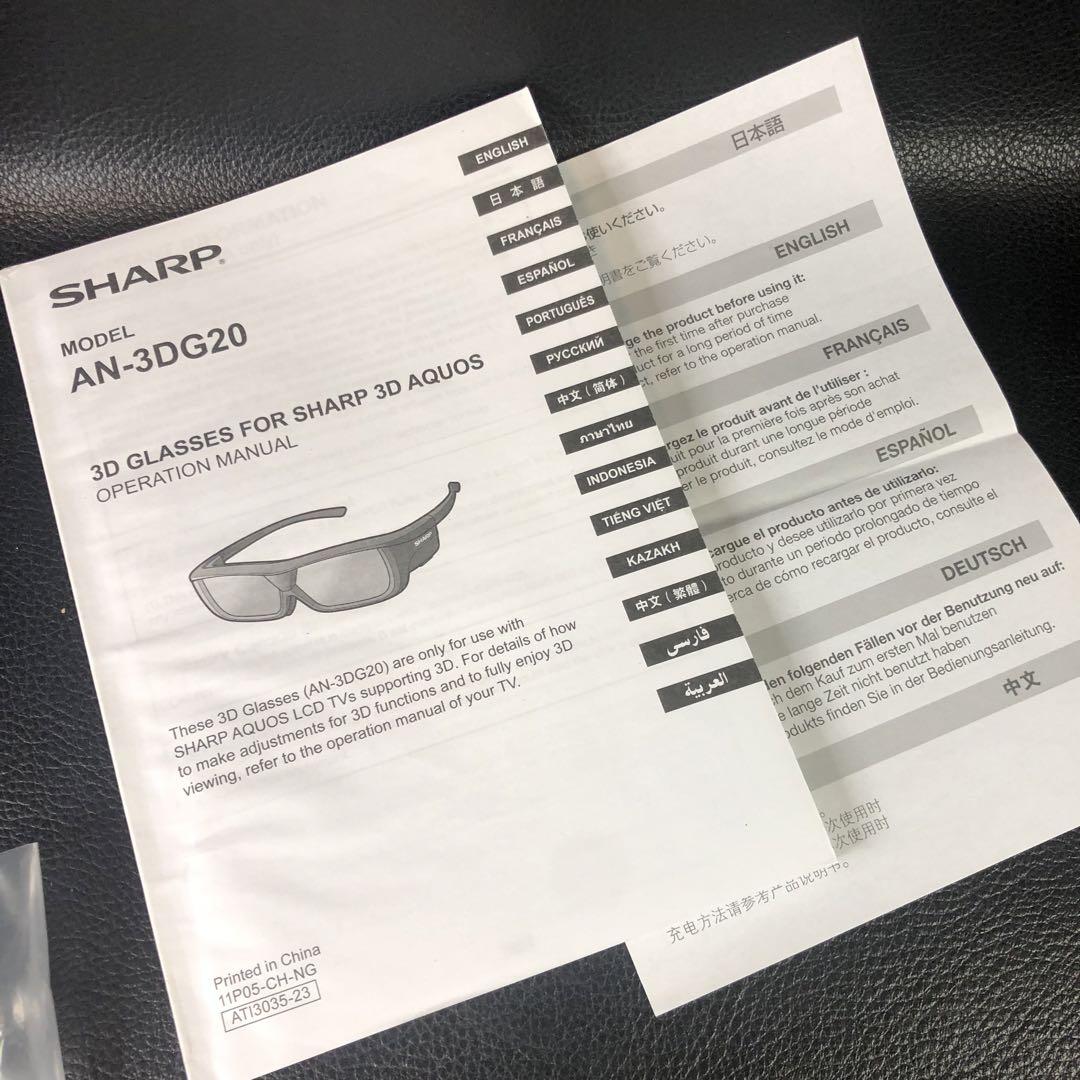 SHARP®
MODEL
AN-3DG20
3D GLASSES FOR SHARP 3D AQUOS
OPERATION MANUAL
SHARP
These 3D Glasses (AN-3DG20) are only for use with
SHARP AQUOS LCD TVs supporting 3D. For details of how
to make adjustments for 3D functions and to fully enjoy 3D
viewing, refer to the operation manual of your TV.
Printed in China
11P05-CH-NG
ATI3035-23
ENGLISH
日本語
FRANÇAIS
ESPAÑOL
PORTUGUÊS
РУССКИЙ
中文(简体)
ภาษาไทย
INDONESIA
TIẾNG VIỆT
KAZAKH
中文(繁體)
فارسی
العربية
日本語
使いください。
明書をご覧ください。
ENGLISH
ge the product before using it:
the first time after purchase
uct for a long period of time
ct, refer to the operation manual.
FRANÇAIS
rgez le produit avant de l'utiliser :
uit pour la première fois après son achat
produit durant une longue période
er le produit, consultez le mode d'emploi.
ESPAÑOL
cargue el producto antes de utilizarlo:
roducto y desee utilizarlo por primera vez
to durante un periodo prolongado de tiempo
erca de cómo recargar el producto, consulte el
DEUTSCH
en folgenden Fällen vor der Benutzung neu auf:
ch dem Kauf zum ersten Mal benutzen
e lange Zeit nicht benutzt haben
odukts finden Sie in der Bedienungsanleitung.
中文
次使用时
次使用时
充电方法请参考产品说明书。